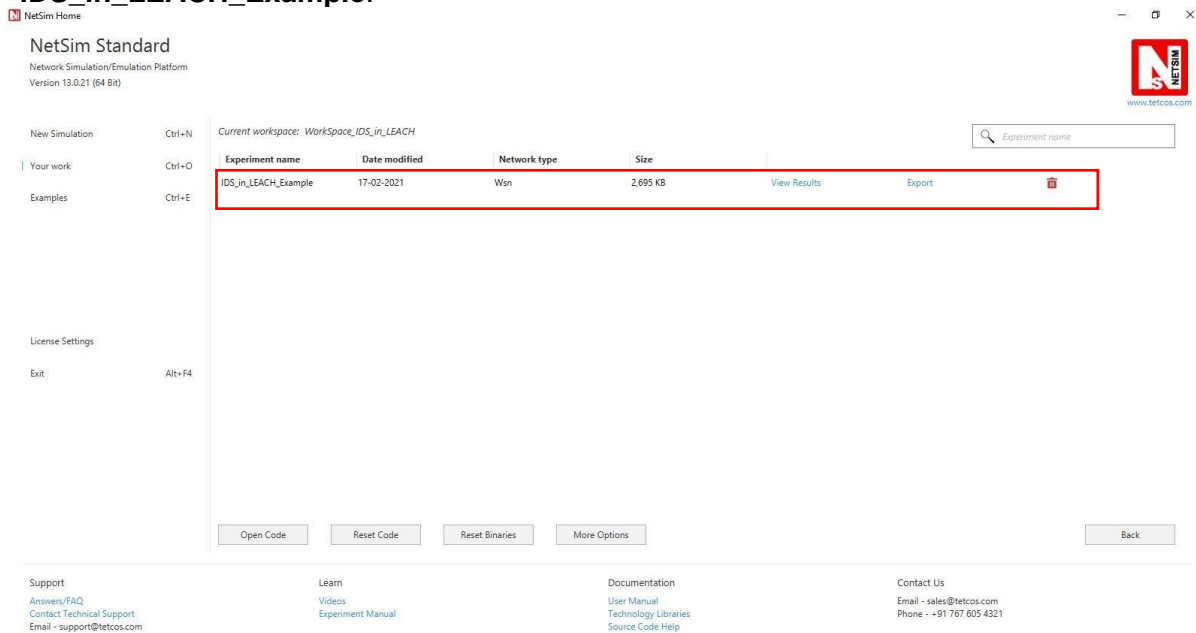 IDS_in_LEACH_Example.
NetSim Home
NetSim Standard
Network Simulation/Emulation Platform
Version 13.0.21 (64 Bit)
NETSIM
www.tetcos.com
New Simulation Ctrl+N
Your work Ctrl+O
Examples Ctrl+E
License Settings
Exit Alt+F4
Current workspace: WorkSpace_IDS_in_LEACH
Experiment name
Experiment name Date modified Network type Size
IDS_in_LEACH_Example 17-02-2021 Wsn 2,695 KB View Results Export
Open Code Reset Code Reset Binaries More Options Back
Support Learn Documentation Contact Us
Answers/FAQ Videos User Manual Email - sales@tetcos.com
Contact Technical Support Experiment Manual Technology Libraries Phone - +91 767 605 4321
Email - support@tetcos.com Source Code Help